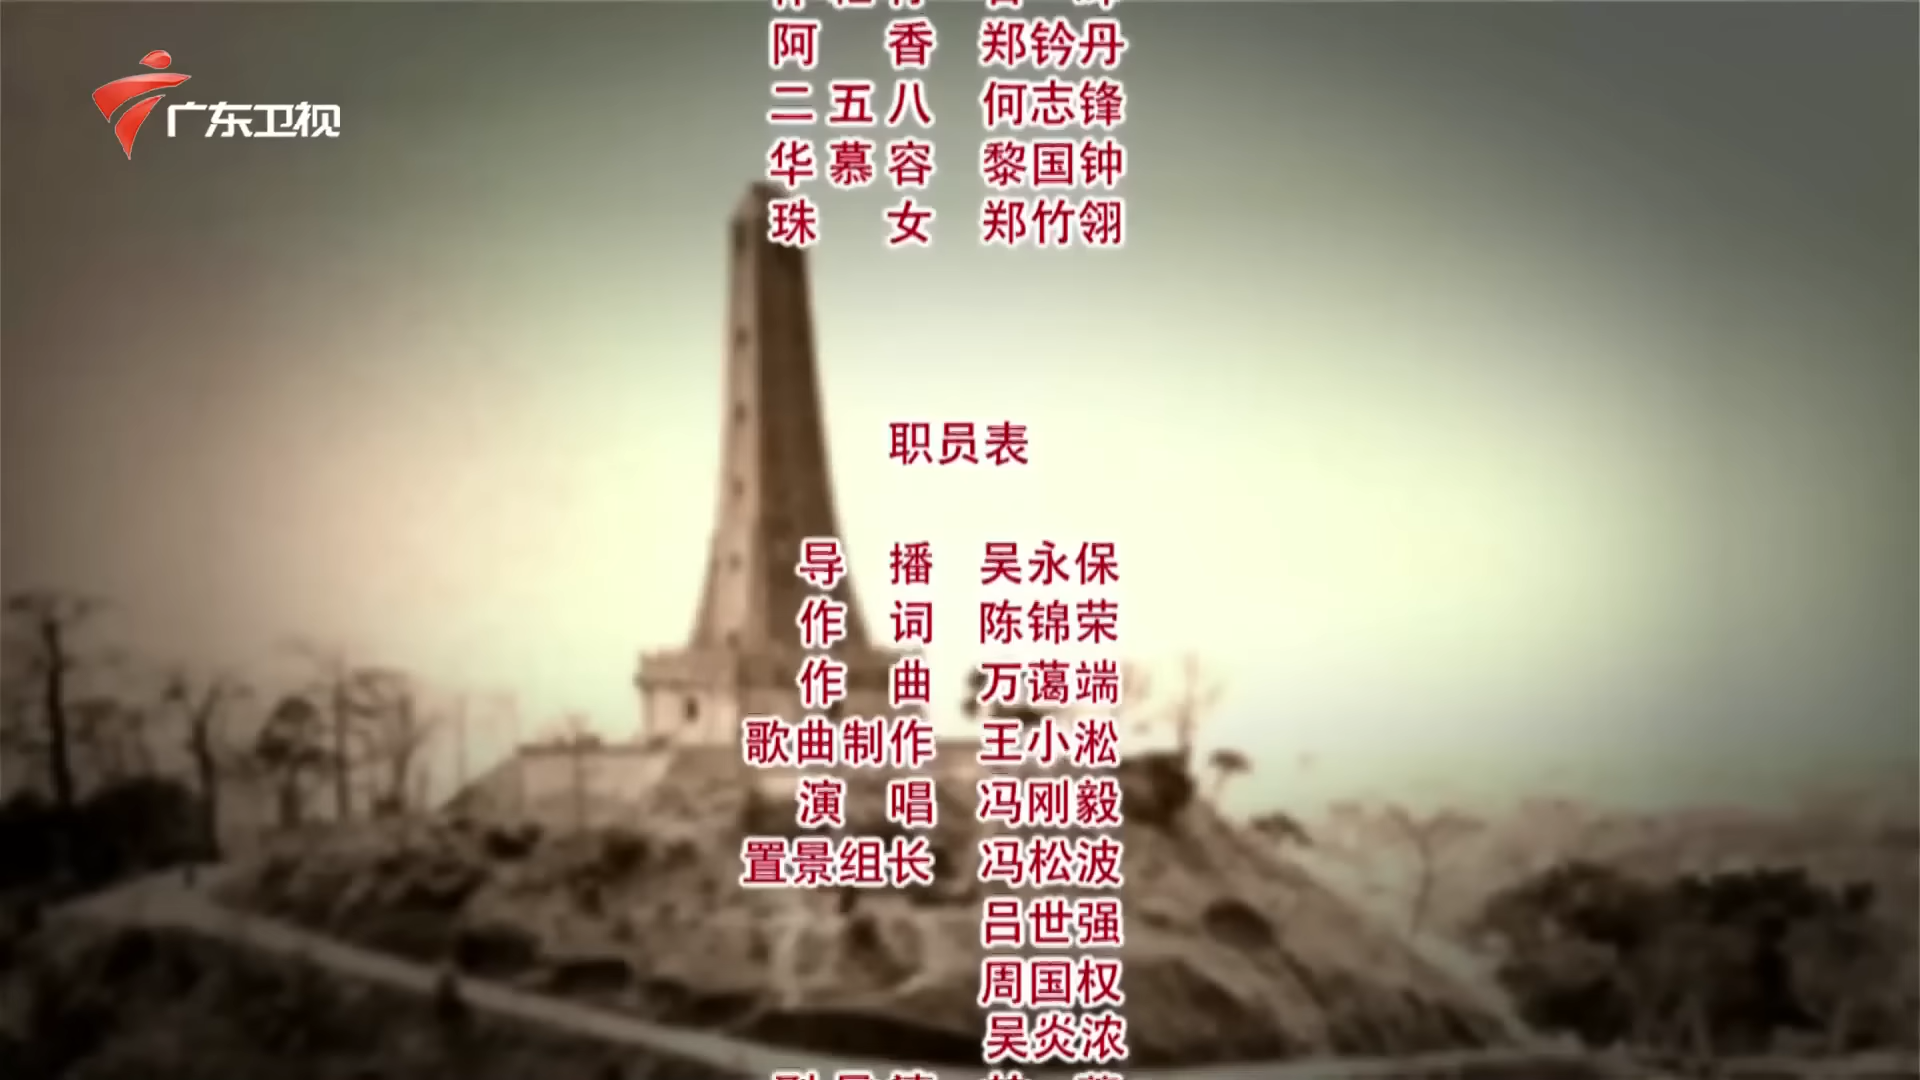 广东卫视
阿 香 郑钤丹
二五八 何志锋
华慕容 黎国钟
珠 女 郑竹翎
职员表
导 播 吴永保
作 词 陈锦荣
作 曲 万蔼端
歌曲制作 王小淞
演 唱 冯刚毅
置景组长 冯松波
吕世强
周国权
吴炎浓